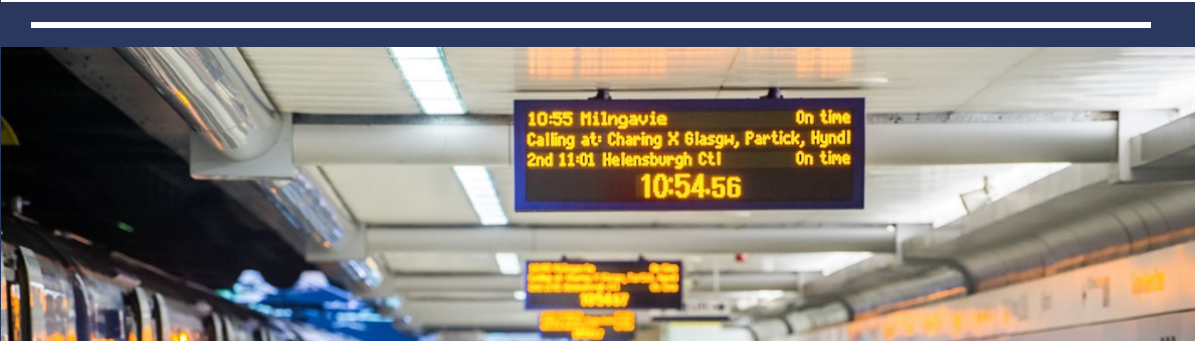 10:55 Milngavie On time
Calling at: Charing X Glasgw, Partick, Hyndl
2nd 11:01 Helensburgh Ctl On time
10:54.56